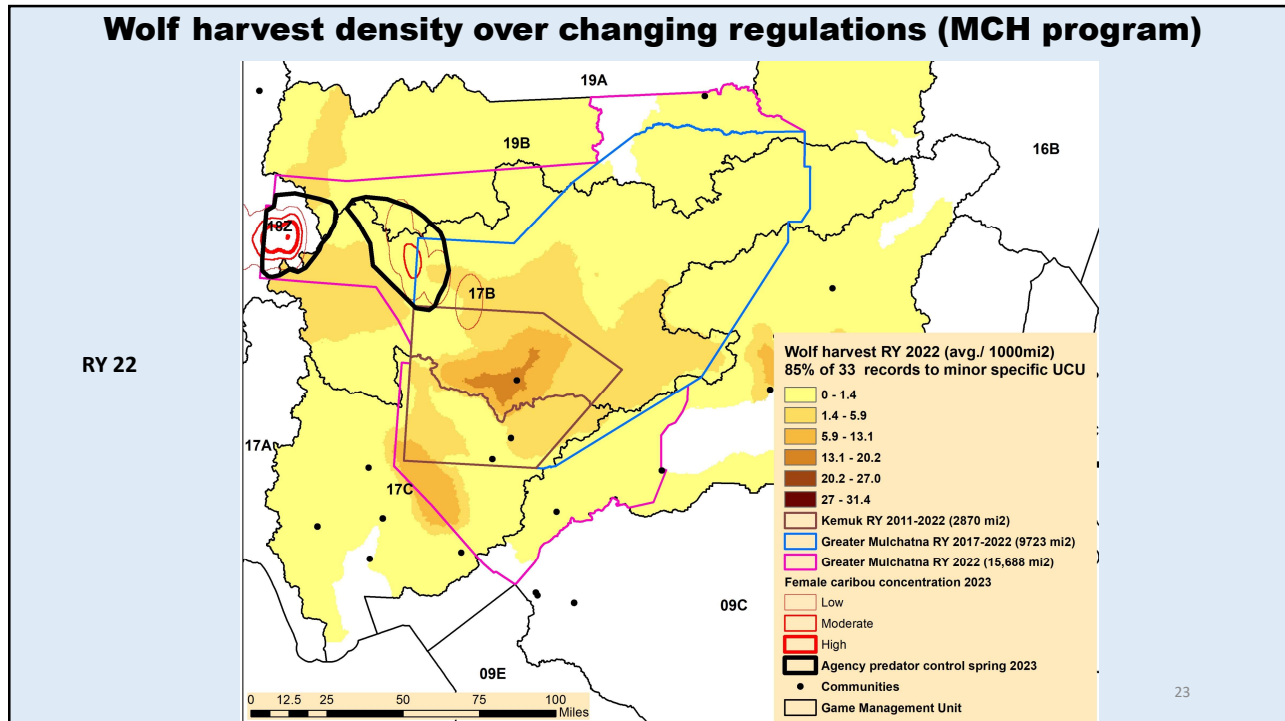 Wolf harvest density over changing regulations (MCH program)
19A
19B
16B
19Z
17B
RY 22
17A
17C
09C
09E
Wolf harvest RY 2022 (avg./ 1000mi2)
85% of 33 records to minor specific UCU
0 - 1.4
1.4 - 5.9
5.9 - 13.1
13.1 - 20.2
20.2 - 27.0
27 - 31.4
Kemuk RY 2011-2022 (2870 mi2)
Greater Mulchatna RY 2017-2022 (9723 mi2)
Greater Mulchatna RY 2022 (15,688 mi2)
Female caribou concentration 2023
Low
Moderate
High
Agency predator control spring 2023
Communities
Game Management Unit
0 12.5 25 50 75 100
Miles
23